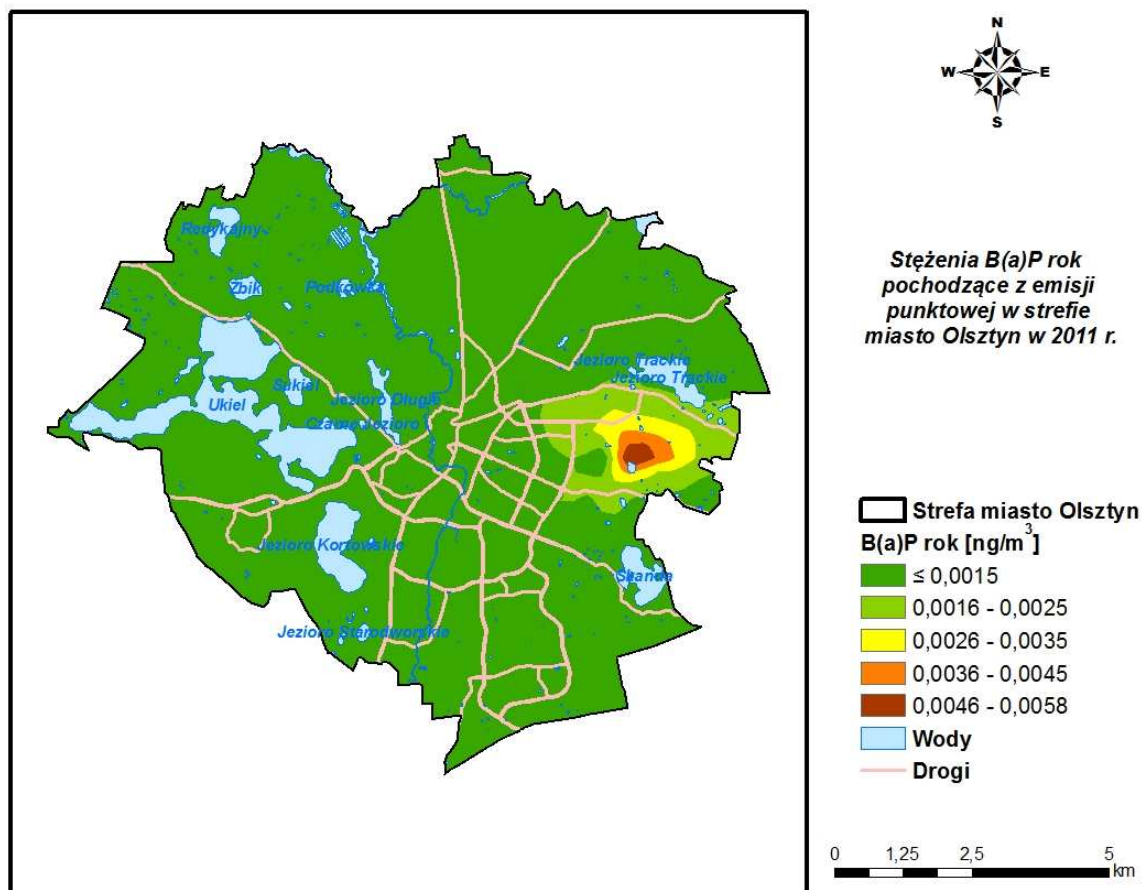 N
W E
S
Stężenia B(a)P rok
pochodzące z emisji
punktowej w strefie
miasto Olsztyn w 2011 r.
Redykajny
Żbik
Podkówka
Jezioro Trackie
Jezioro Trackie
Sukiel
Ukiel
Jezioro Długie
Czarne Jezioro
Jezioro Kortowskie
Skanda
Jezioro Starodworskie
Strefa miasto Olsztyn
B(a)P rok [ng/m³]
≤ 0,0015
0,0016 - 0,0025
0,0026 - 0,0035
0,0036 - 0,0045
0,0046 - 0,0058
Wody
Drogi
0 1,25 2,5 5
km